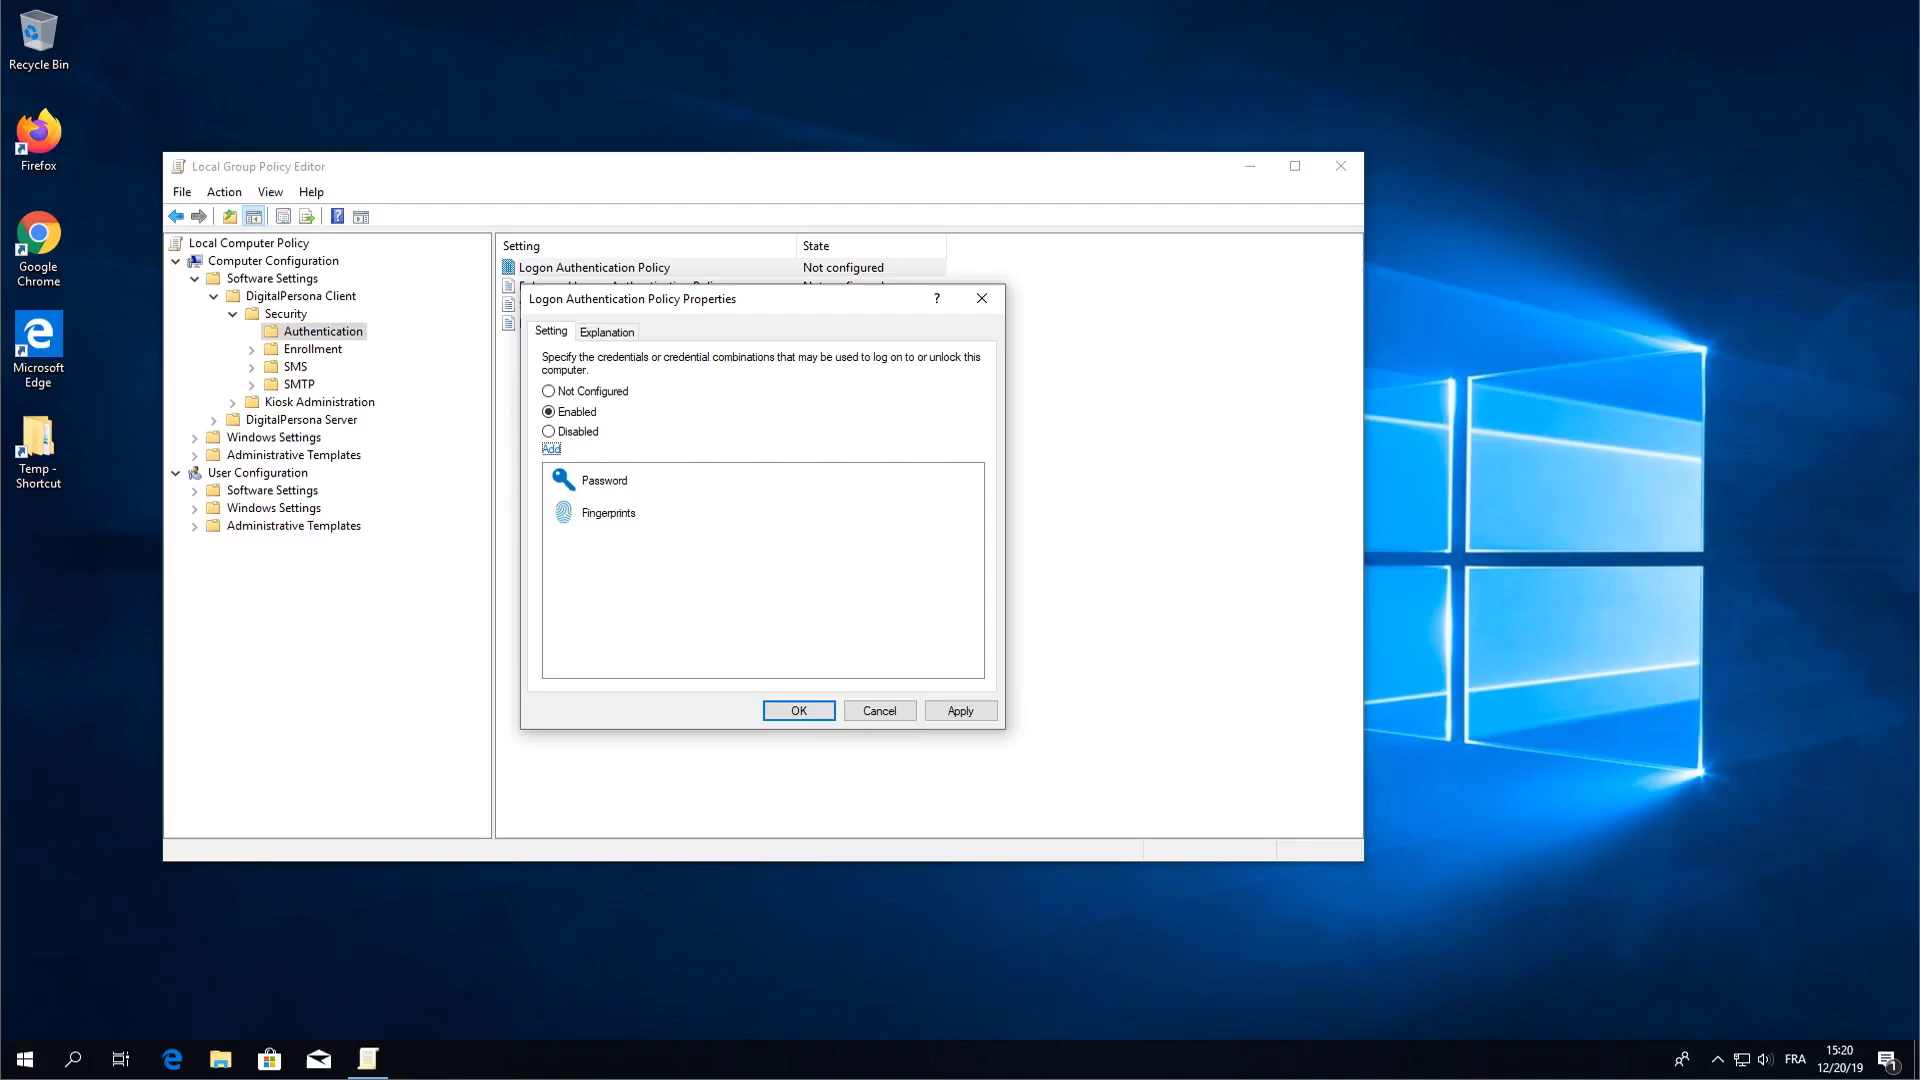 Recycle Bin
Firefox
Google
Chrome
Microsoft
Edge
Temp -
Shortcut
Local Group Policy Editor
File Action View Help
Local Computer Policy
Computer Configuration
Software Settings
DigitalPersona Client
Security
Authentication
Enrollment
SMS
SMTP
Kiosk Administration
DigitalPersona Server
Windows Settings
Administrative Templates
User Configuration
Software Settings
Windows Settings
Administrative Templates
Setting State
Logon Authentication Policy Not configured
Logon Authentication Policy Properties ?
Setting Explanation
Specify the credentials or credential combinations that may be used to log on to or unlock this
computer.
Not Configured
Enabled
Disabled
Add
Password
Fingerprints
OK Cancel Apply
FRA
15:20
12/20/19
1